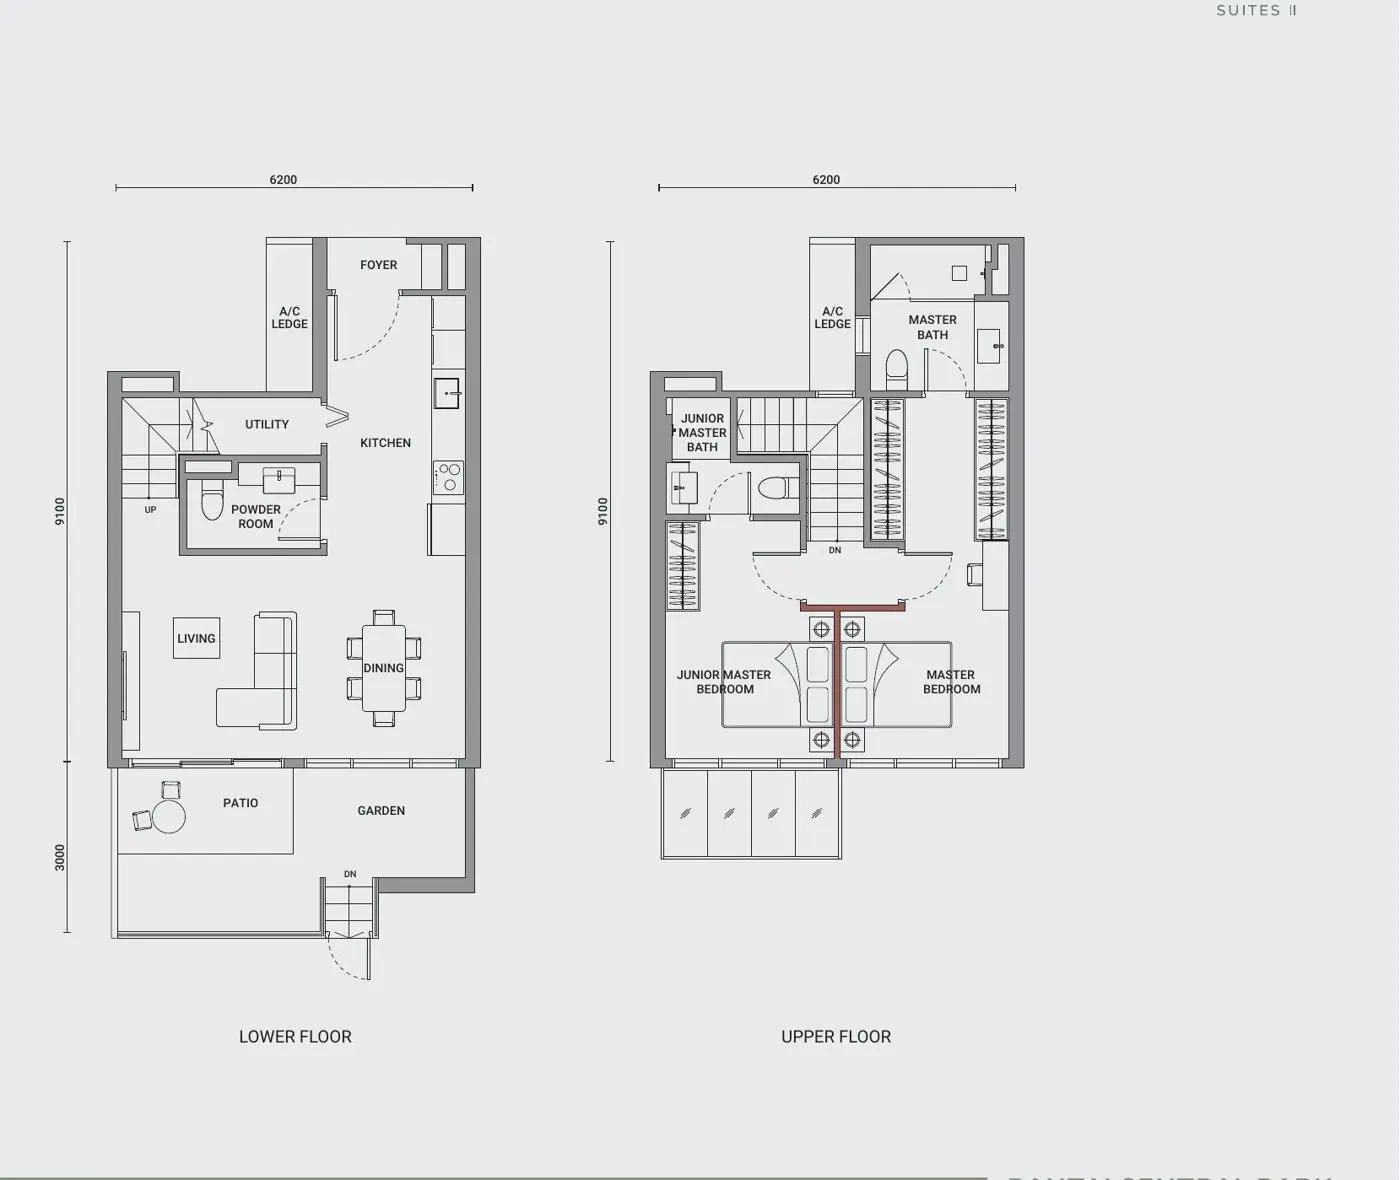 SUITES II
6200
6200
FOYER
A/C
LEDGE
A/C
LEDGE
MASTER
BATH
UTILITY
KITCHEN
JUNIOR
MASTER
BATH
9100
UP
POWDER
ROOM
9100
DN
LIVING
DINING
JUNIOR MASTER
BEDROOM
MASTER
BEDROOM
PATIO
GARDEN
3000
DN
LOWER FLOOR
UPPER FLOOR